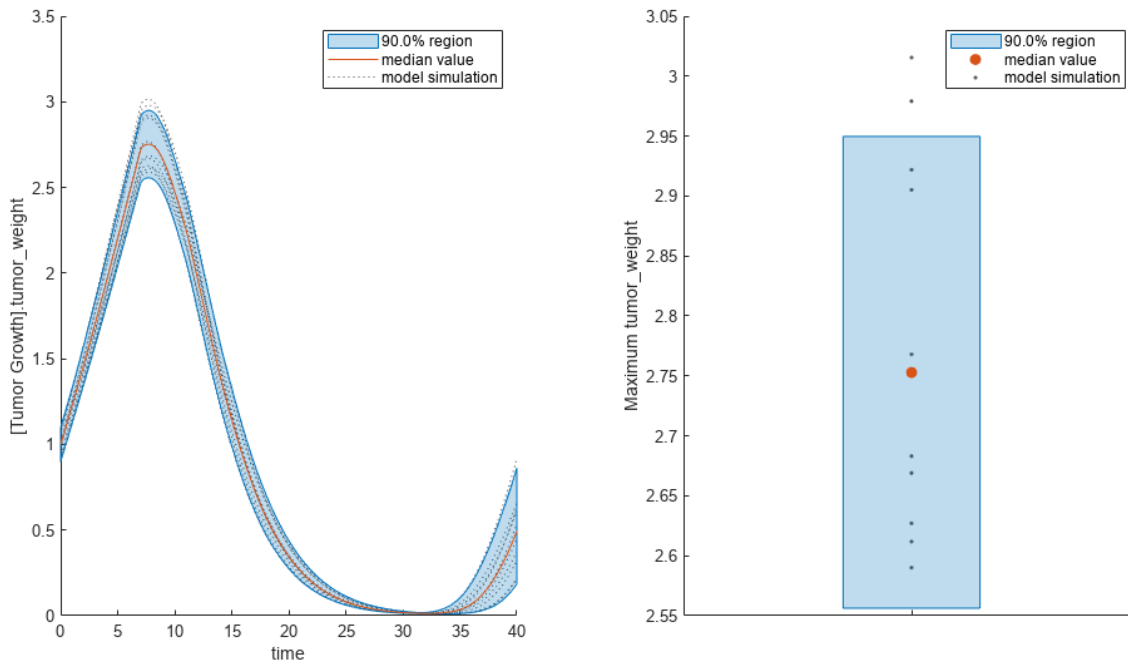 3.5
3
2.5
2
1.5
1
0.5
0
[Tumor Growth].tumor_weight
90.0% region
median value
model simulation
0 5 10 15 20 25 30 35 40
time
3.05
3
2.95
2.9
2.85
2.8
2.75
2.7
2.65
2.6
2.55
Maximum tumor_weight
90.0% region
median value
model simulation